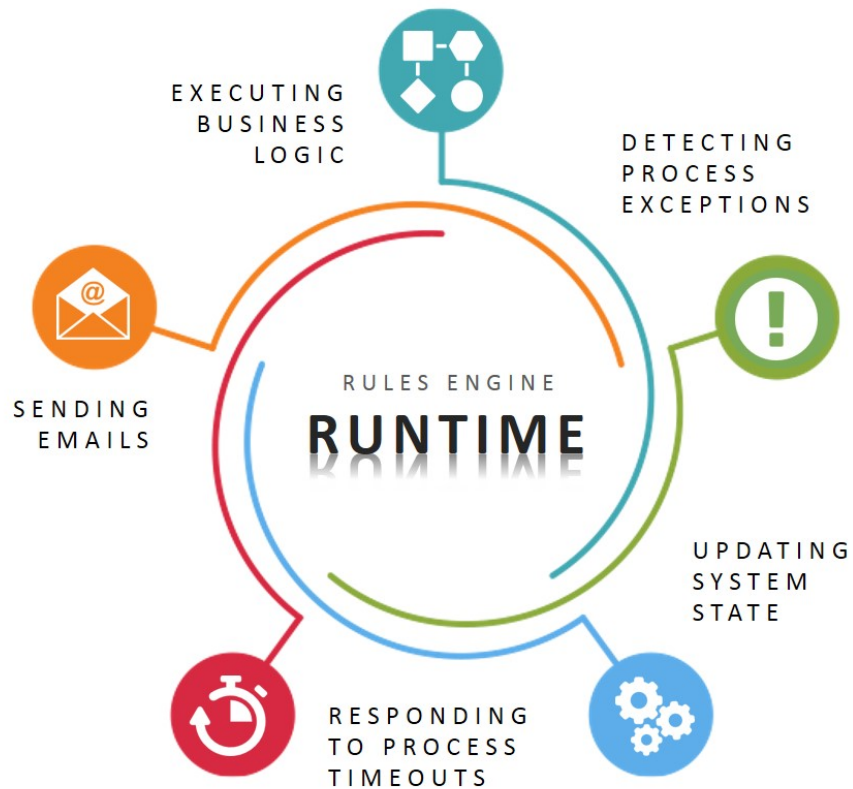 EXECUTING
BUSINESS
LOGIC
DETECTING
PROCESS
EXCEPTIONS
@
!
SENDING
EMAILS
RULES ENGINE
RUNTIME
UPDATING
SYSTEM
STATE
RESPONDING
TO PROCESS
TIMEOUTS